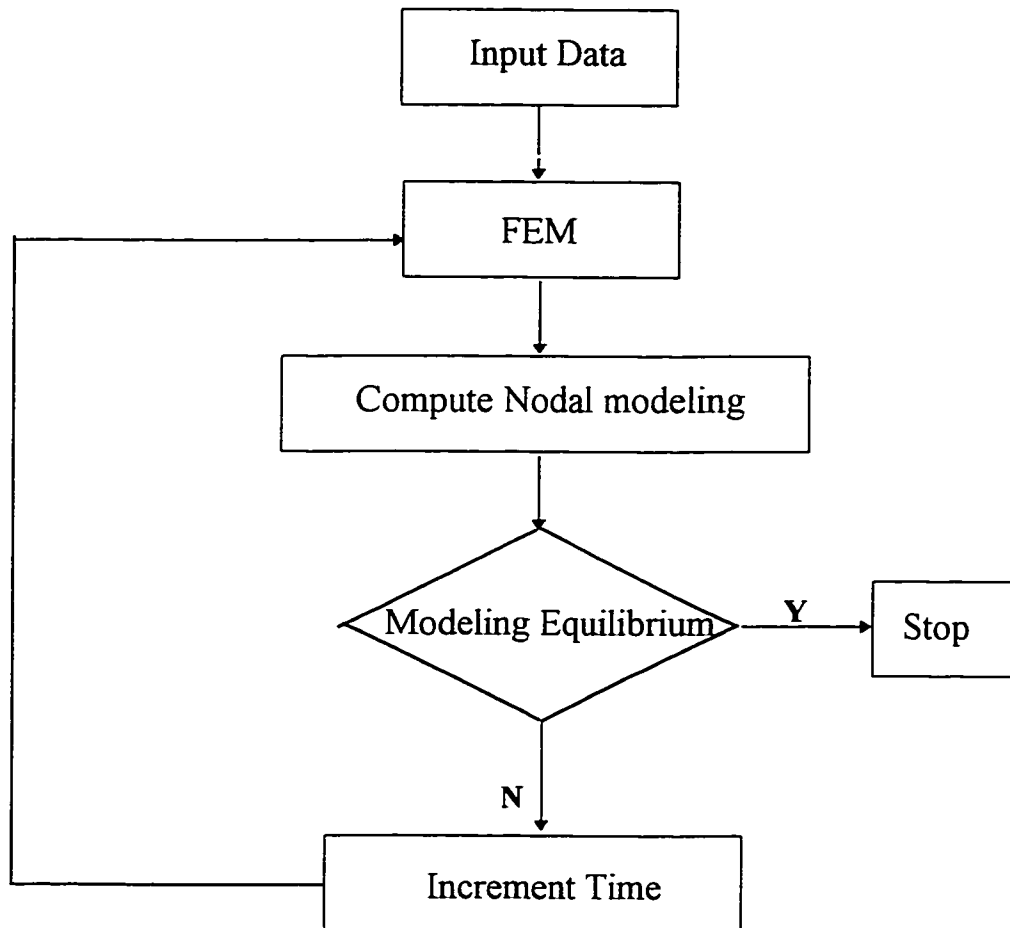 Input Data
FEM
Compute Nodal modeling
Modeling Equilibrium
Y
Stop
N
Increment Time